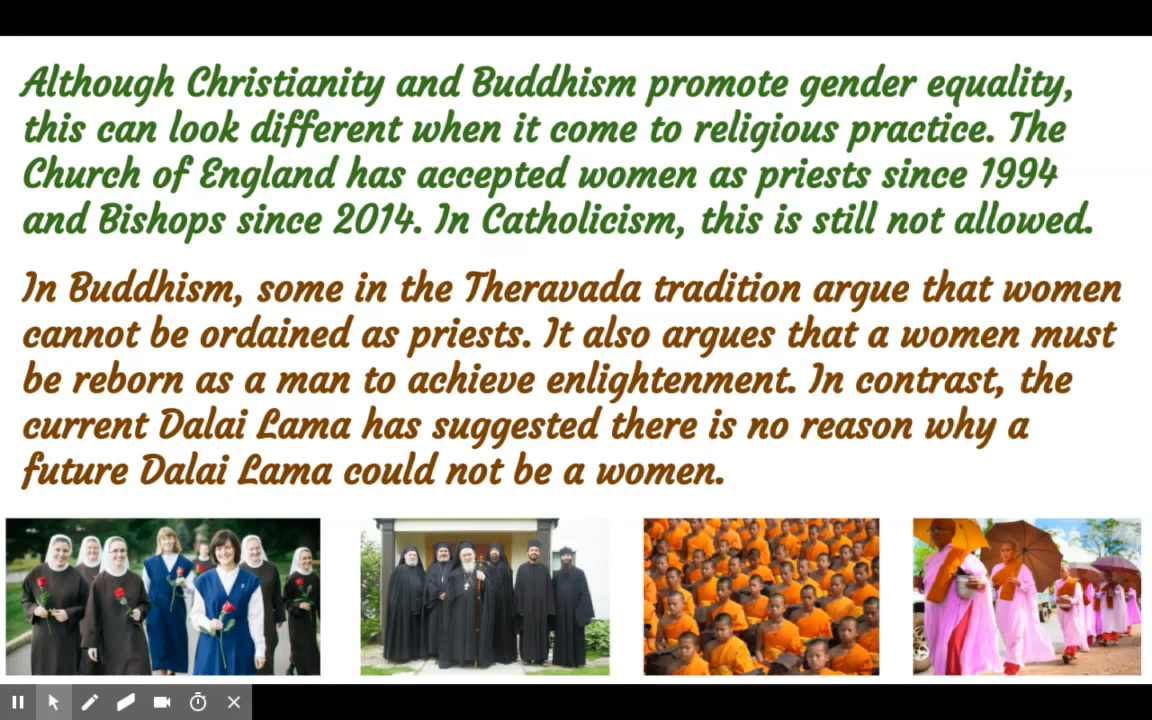 Although Christianity and Buddhism promote gender equality,
this can look different when it come to religious practice. The
Church of England has accepted women as priests since 1994
and Bishops since 2014. In Catholicism, this is still not allowed.
In Buddhism, some in the Theravada tradition argue that women
cannot be ordained as priests. It also argues that a women must
be reborn as a man to achieve enlightenment. In contrast, the
current Dalai Lama has suggested there is no reason why a
future Dalai Lama could not be a women.